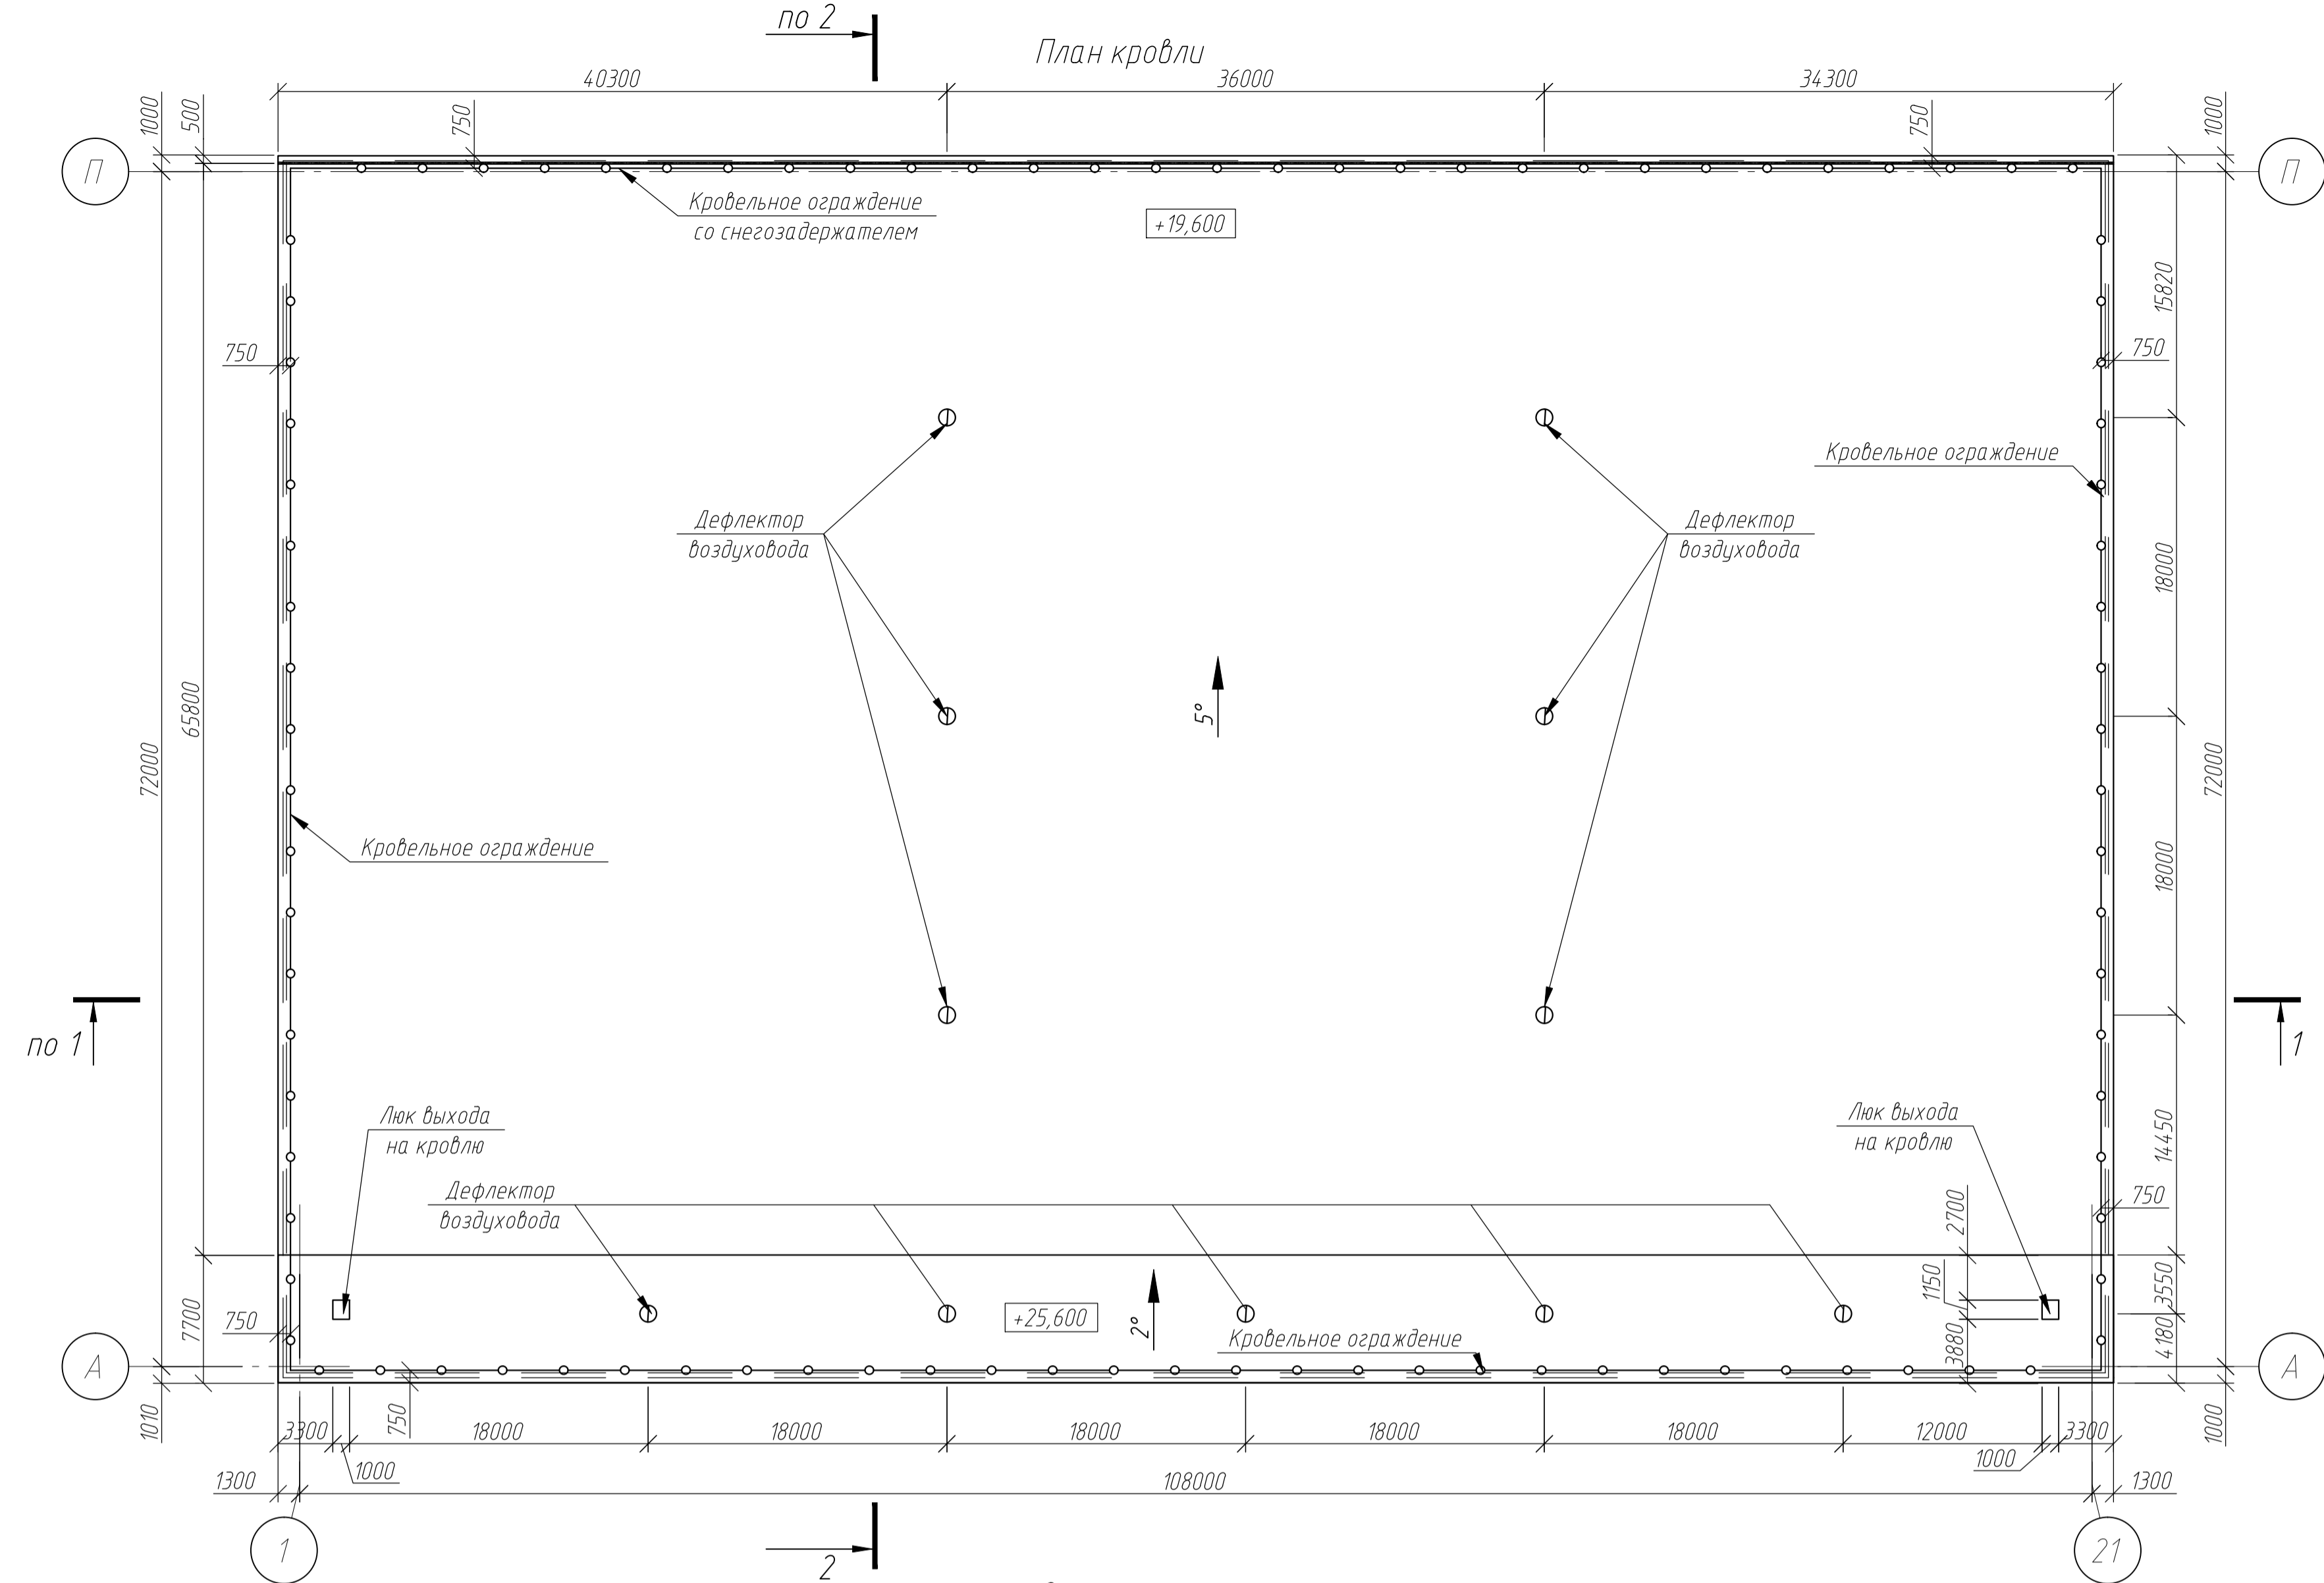 по 2
План кровли
40300
36000
34300
1000
500
750
750
1000
П
П
Кровельное ограждение
со снегозадержателем
+19,600
15820
750
750
Кровельное ограждение
Дефлектор
воздуховода
Дефлектор
воздуховода
18000
65800
72000
5°
72000
Кровельное ограждение
18000
по 1
1
Люк выхода
на кровлю
Люк выхода
на кровлю
14450
Дефлектор
воздуховода
2700
750
1150
3550
7700
750
+25,600
2°
Кровельное ограждение
3880
4180
А
А
1010
750
1000
3300
18000
18000
18000
18000
18000
12000
3300
1000
1000
1300
108000
1300
1
2
21